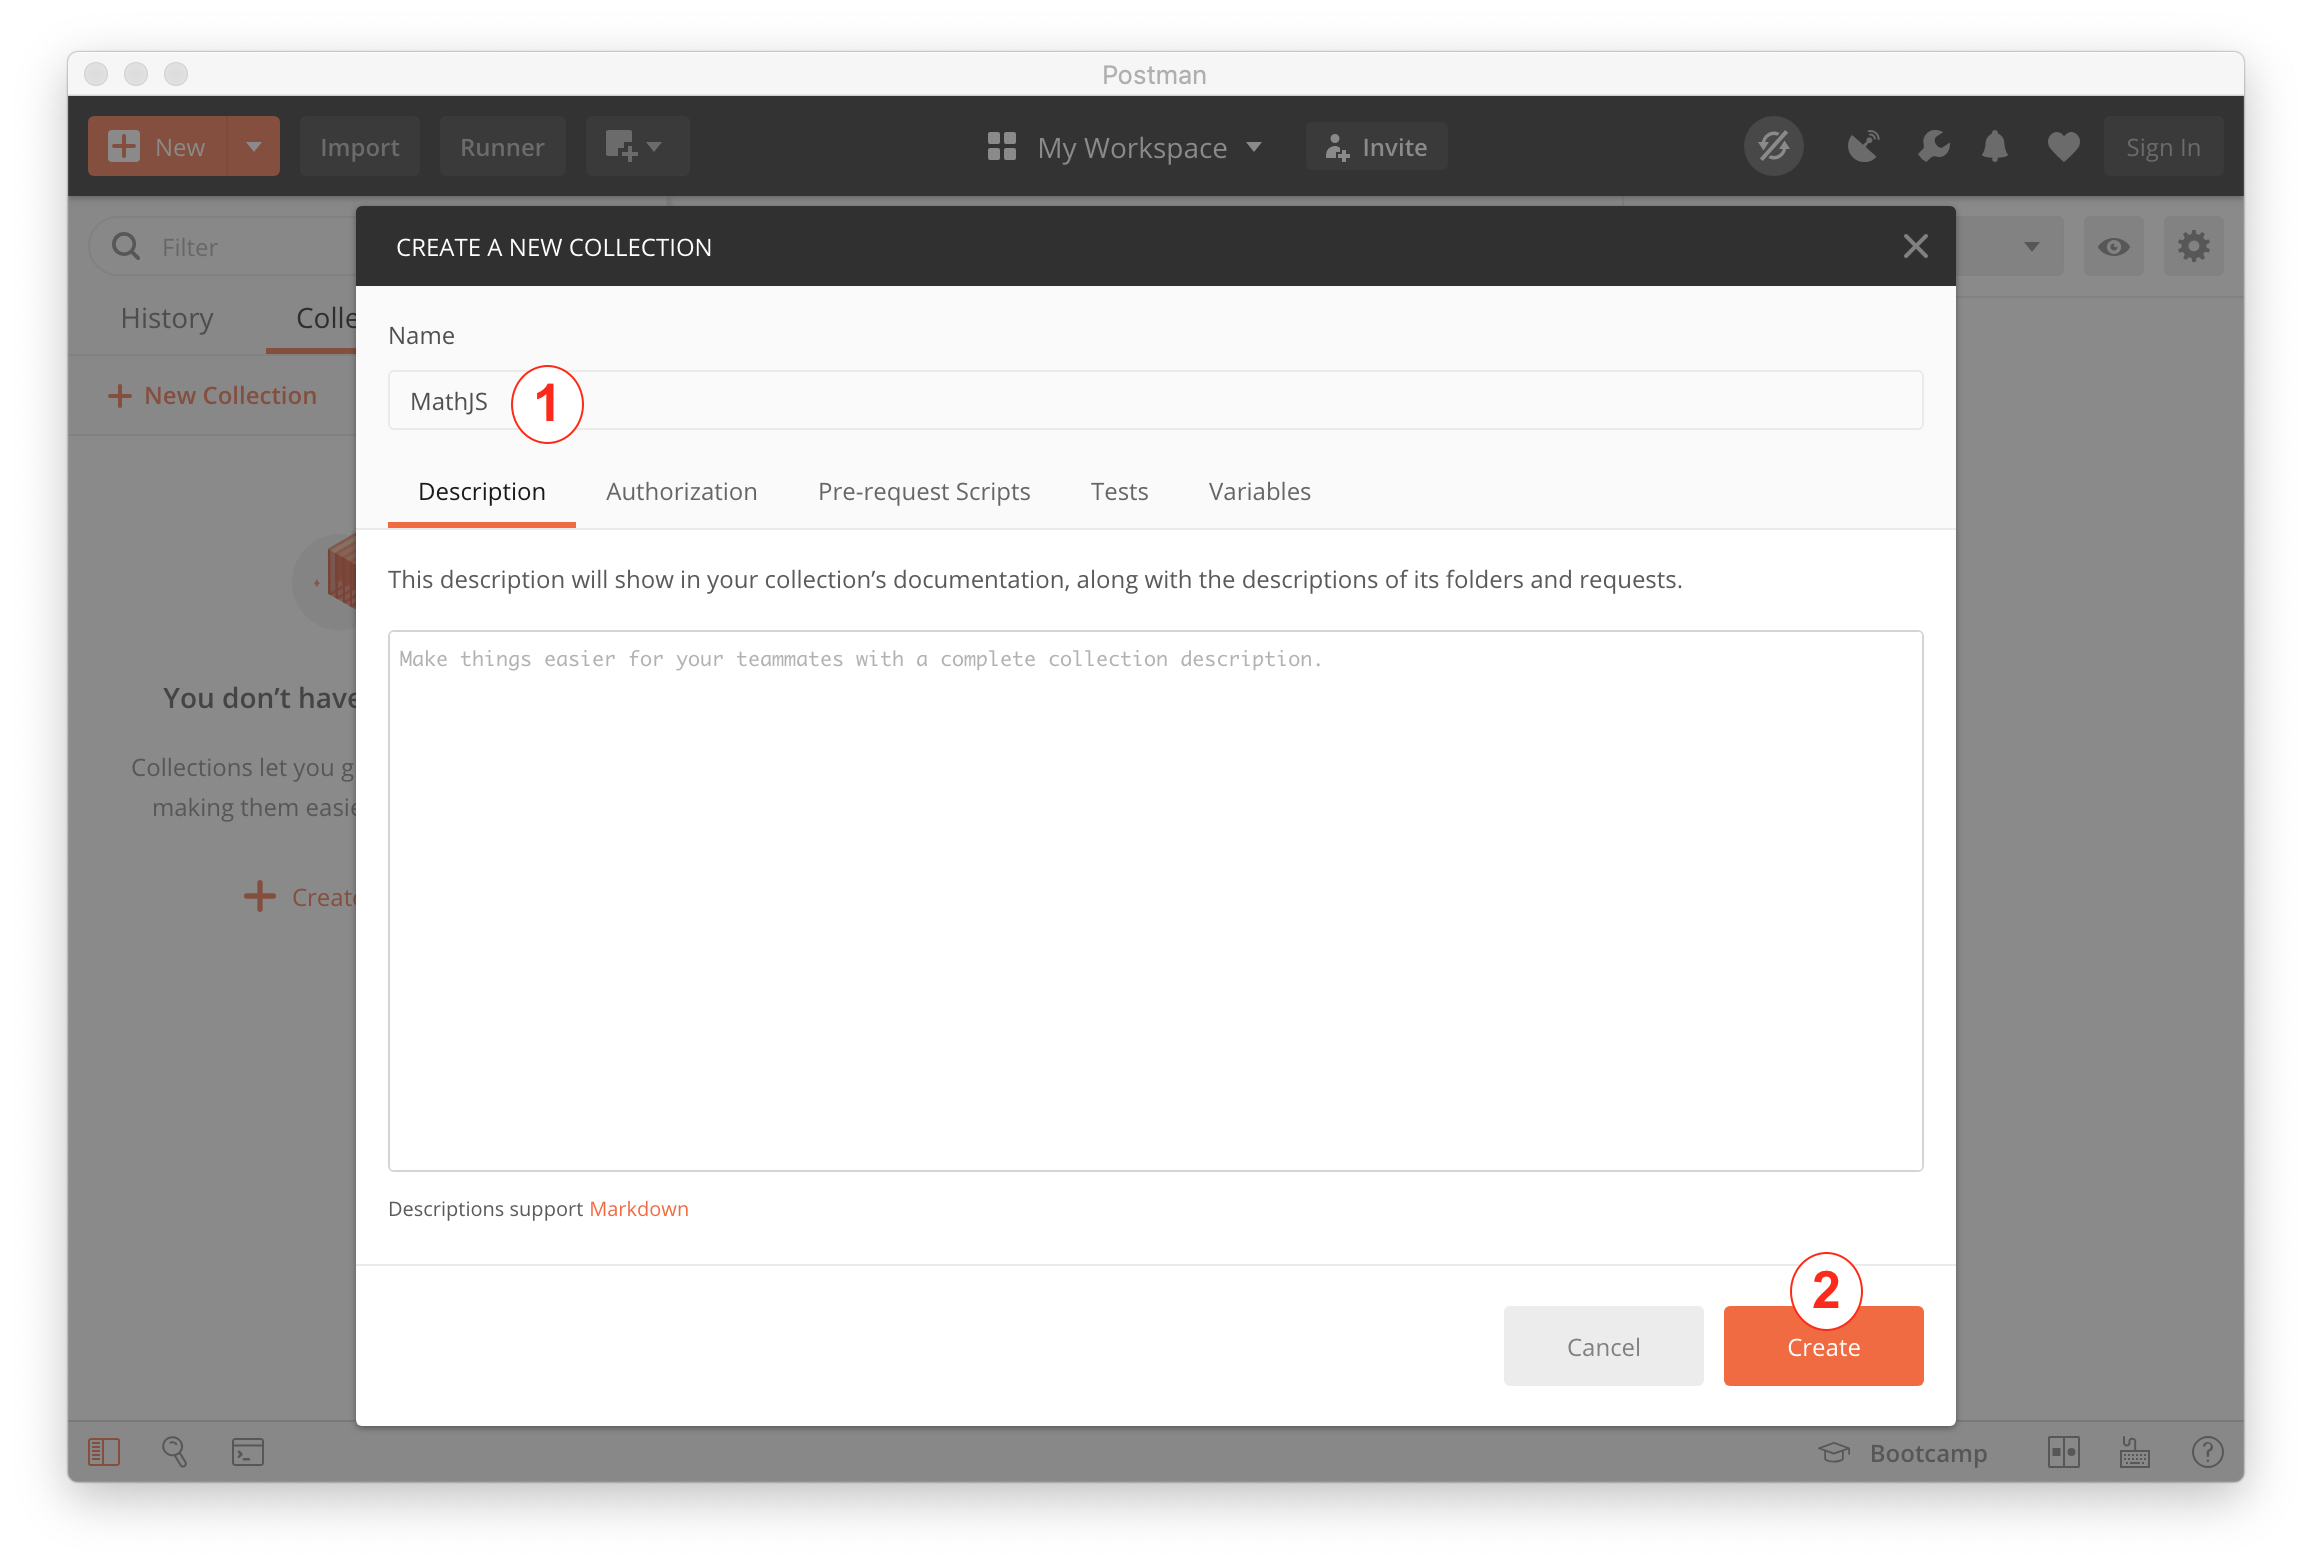 Postman
New
Import
Runner
My Workspace
Invite
Sign In
Filter
CREATE A NEW COLLECTION
History
Colle
Name
New Collection
MathJS
1
Description
Authorization
Pre-request Scripts
Tests
Variables
This description will show in your collection’s documentation, along with the descriptions of its folders and requests.
Make things easier for your teammates with a complete collection description.
You don’t have
Collections let you g
making them easie
Create
Descriptions support Markdown
2
Cancel
Create
Bootcamp